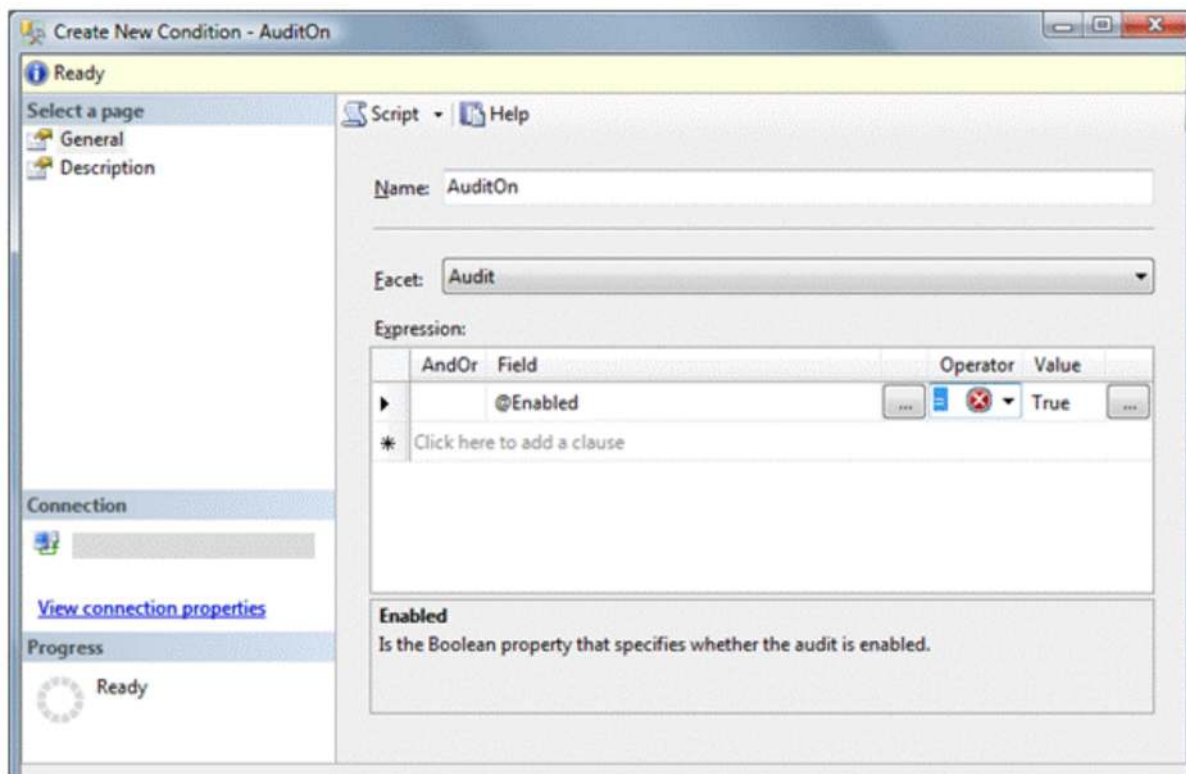 Create New Condition - AuditOn
Ready
Select a page
General
Description
Script
Help
Name: AuditOn
Facet: Audit
Expression:
AndOr Field Operator Value
@Enabled ... = True ...
Click here to add a clause
Connection
View connection properties
Progress
Ready
Enabled
Is the Boolean property that specifies whether the audit is enabled.